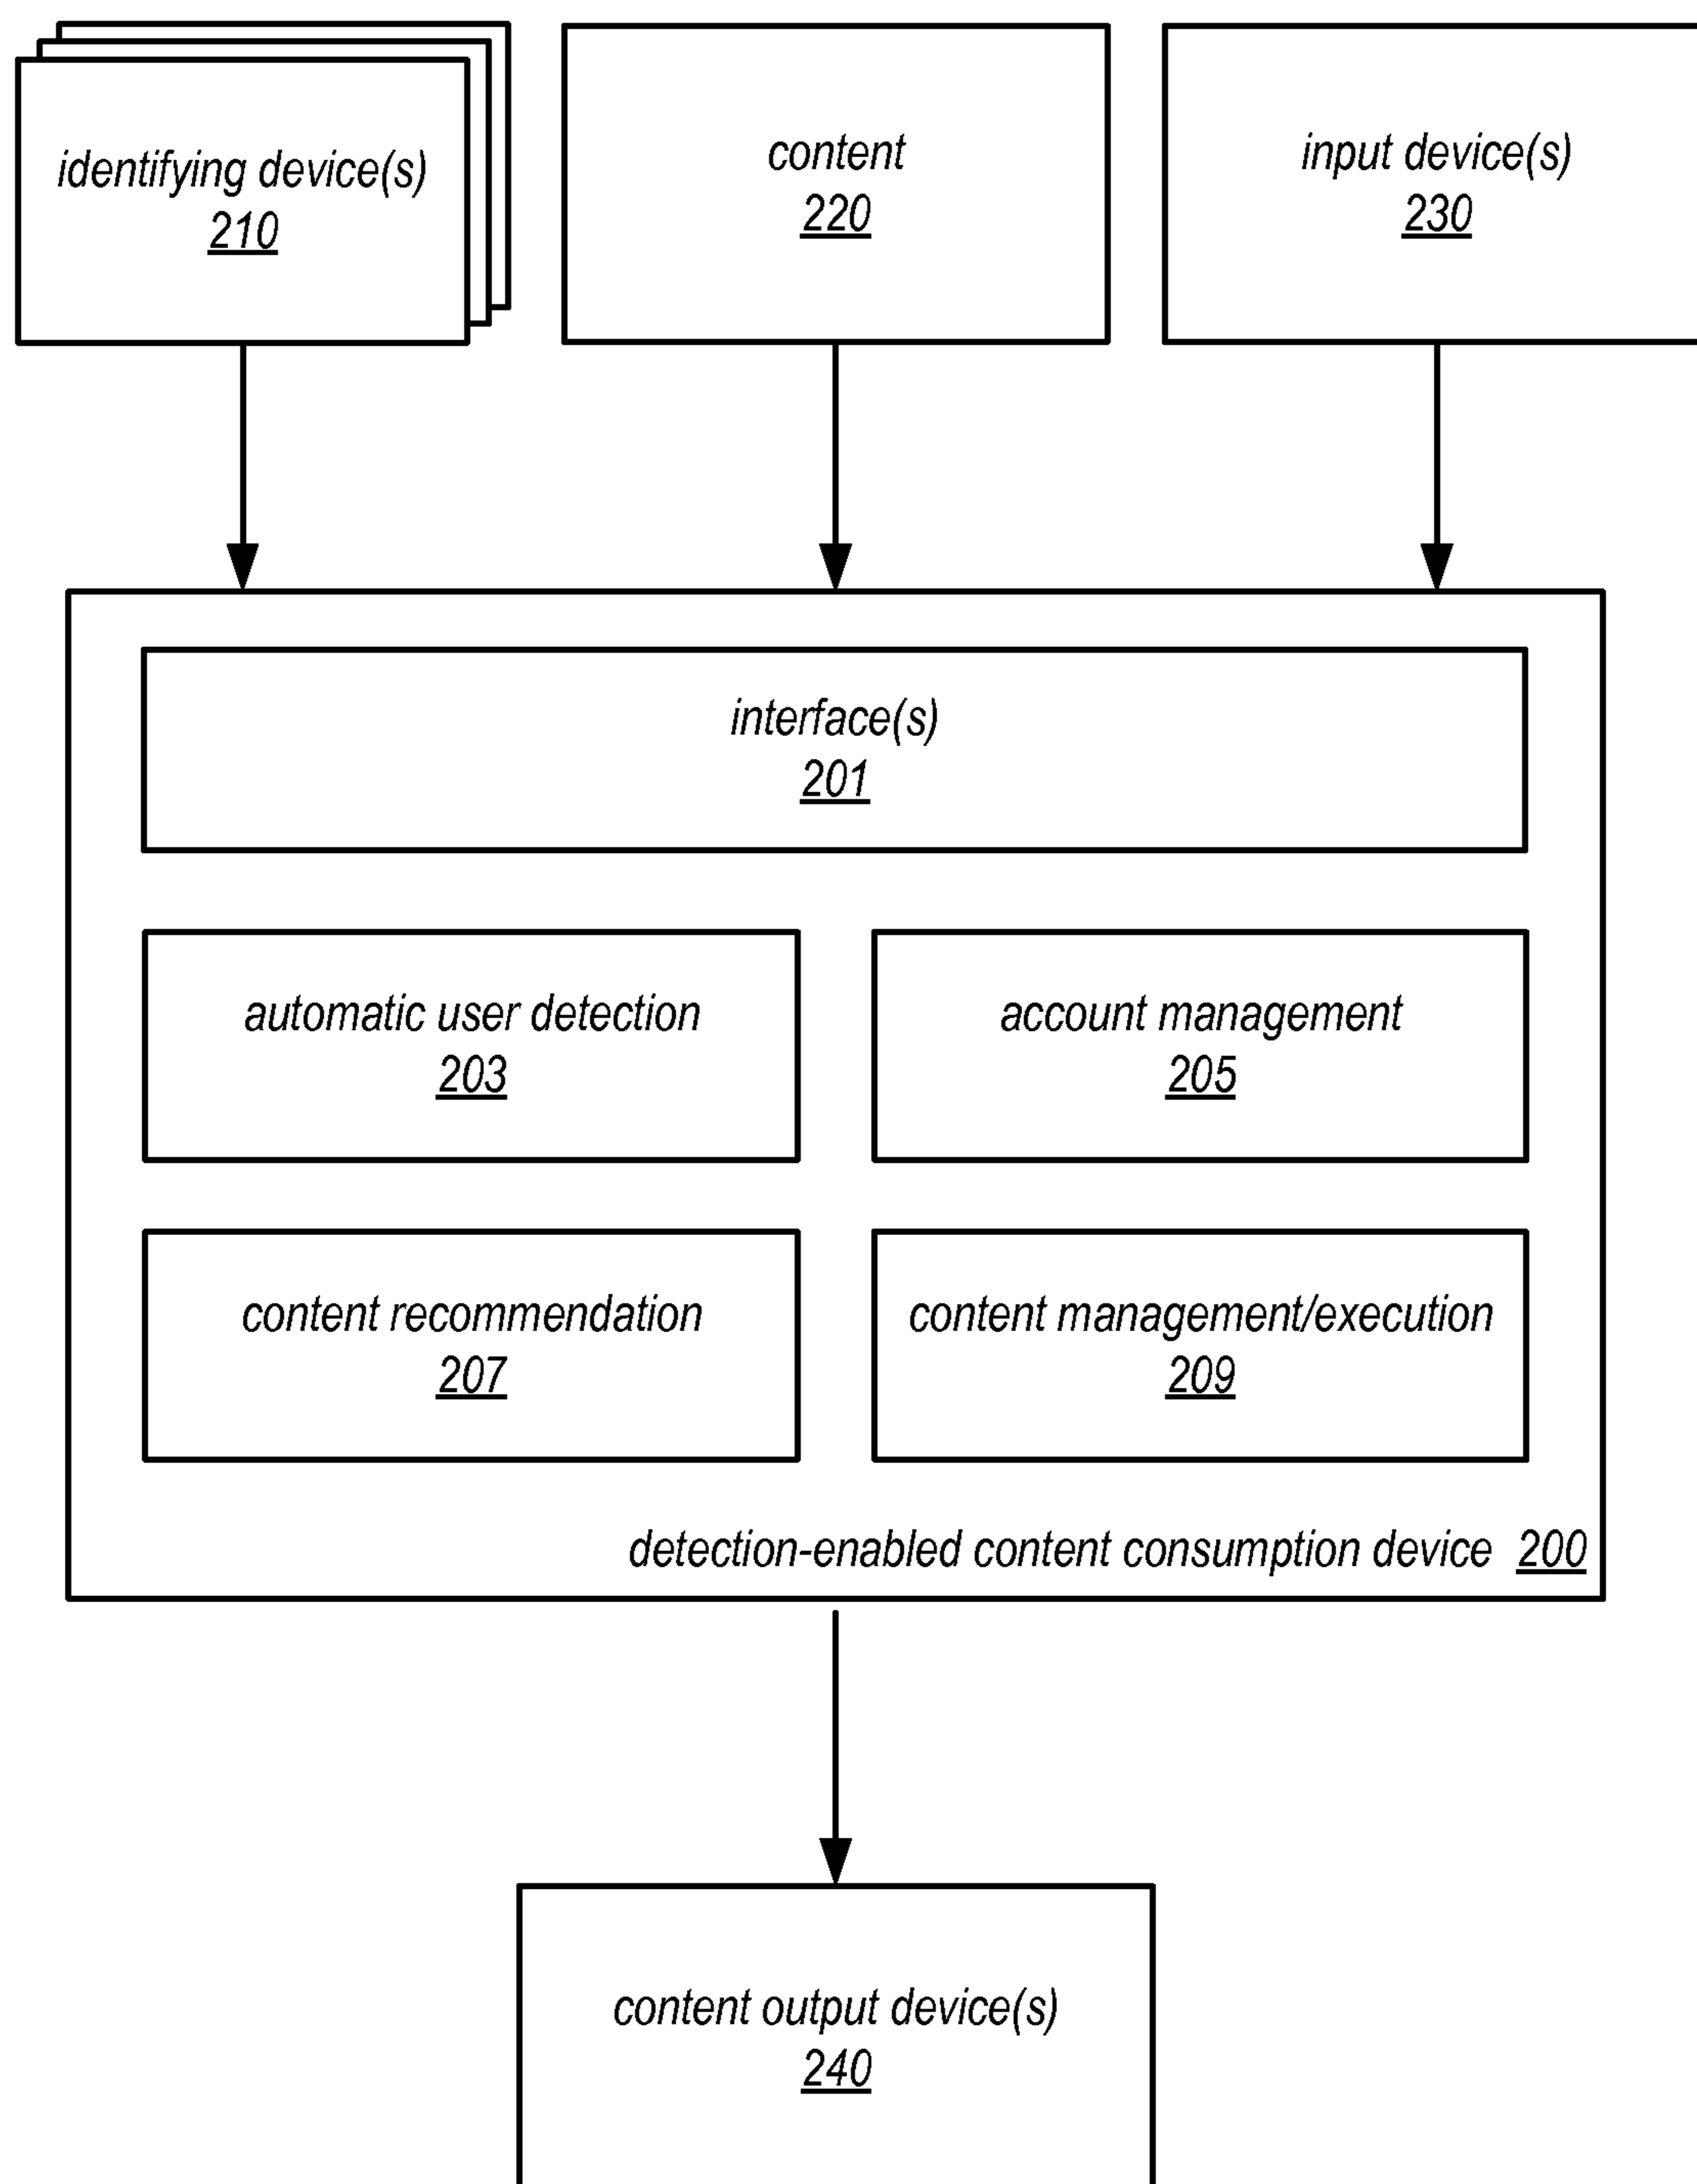 identifying device(s)
210
content
220
input device(s)
230
interface(s)
201
automatic user detection
203
account management
205
content recommendation
207
content management/execution
209
detection-enabled content consumption device 200
content output device(s)
240